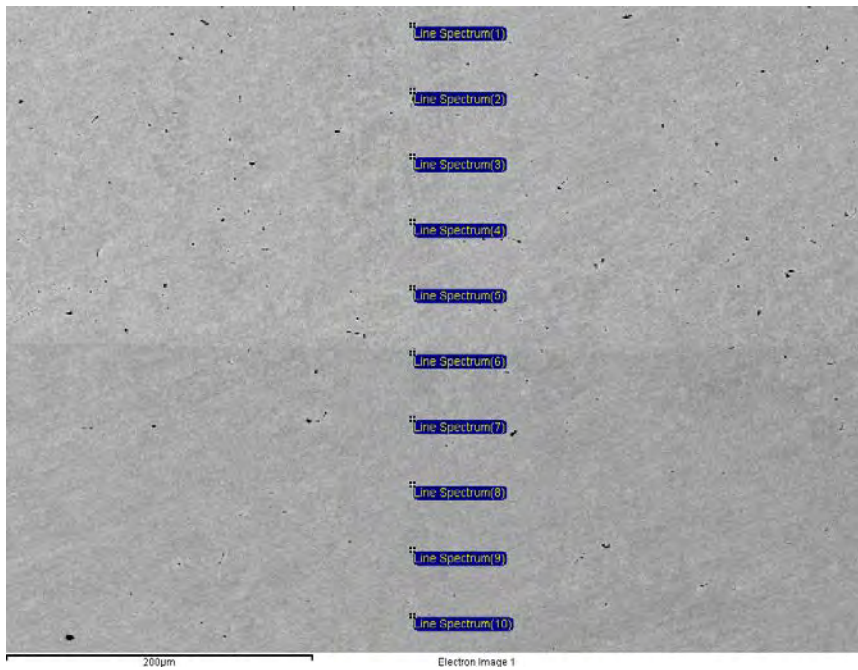 Line Spectrum(1)
Line Spectrum(2)
Line Spectrum(3)
Line Spectrum(4)
Line Spectrum(5)
Line Spectrum(6)
Line Spectrum(7)
Line Spectrum(8)
Line Spectrum(9)
Line Spectrum(10)
200µm Electron Image 1